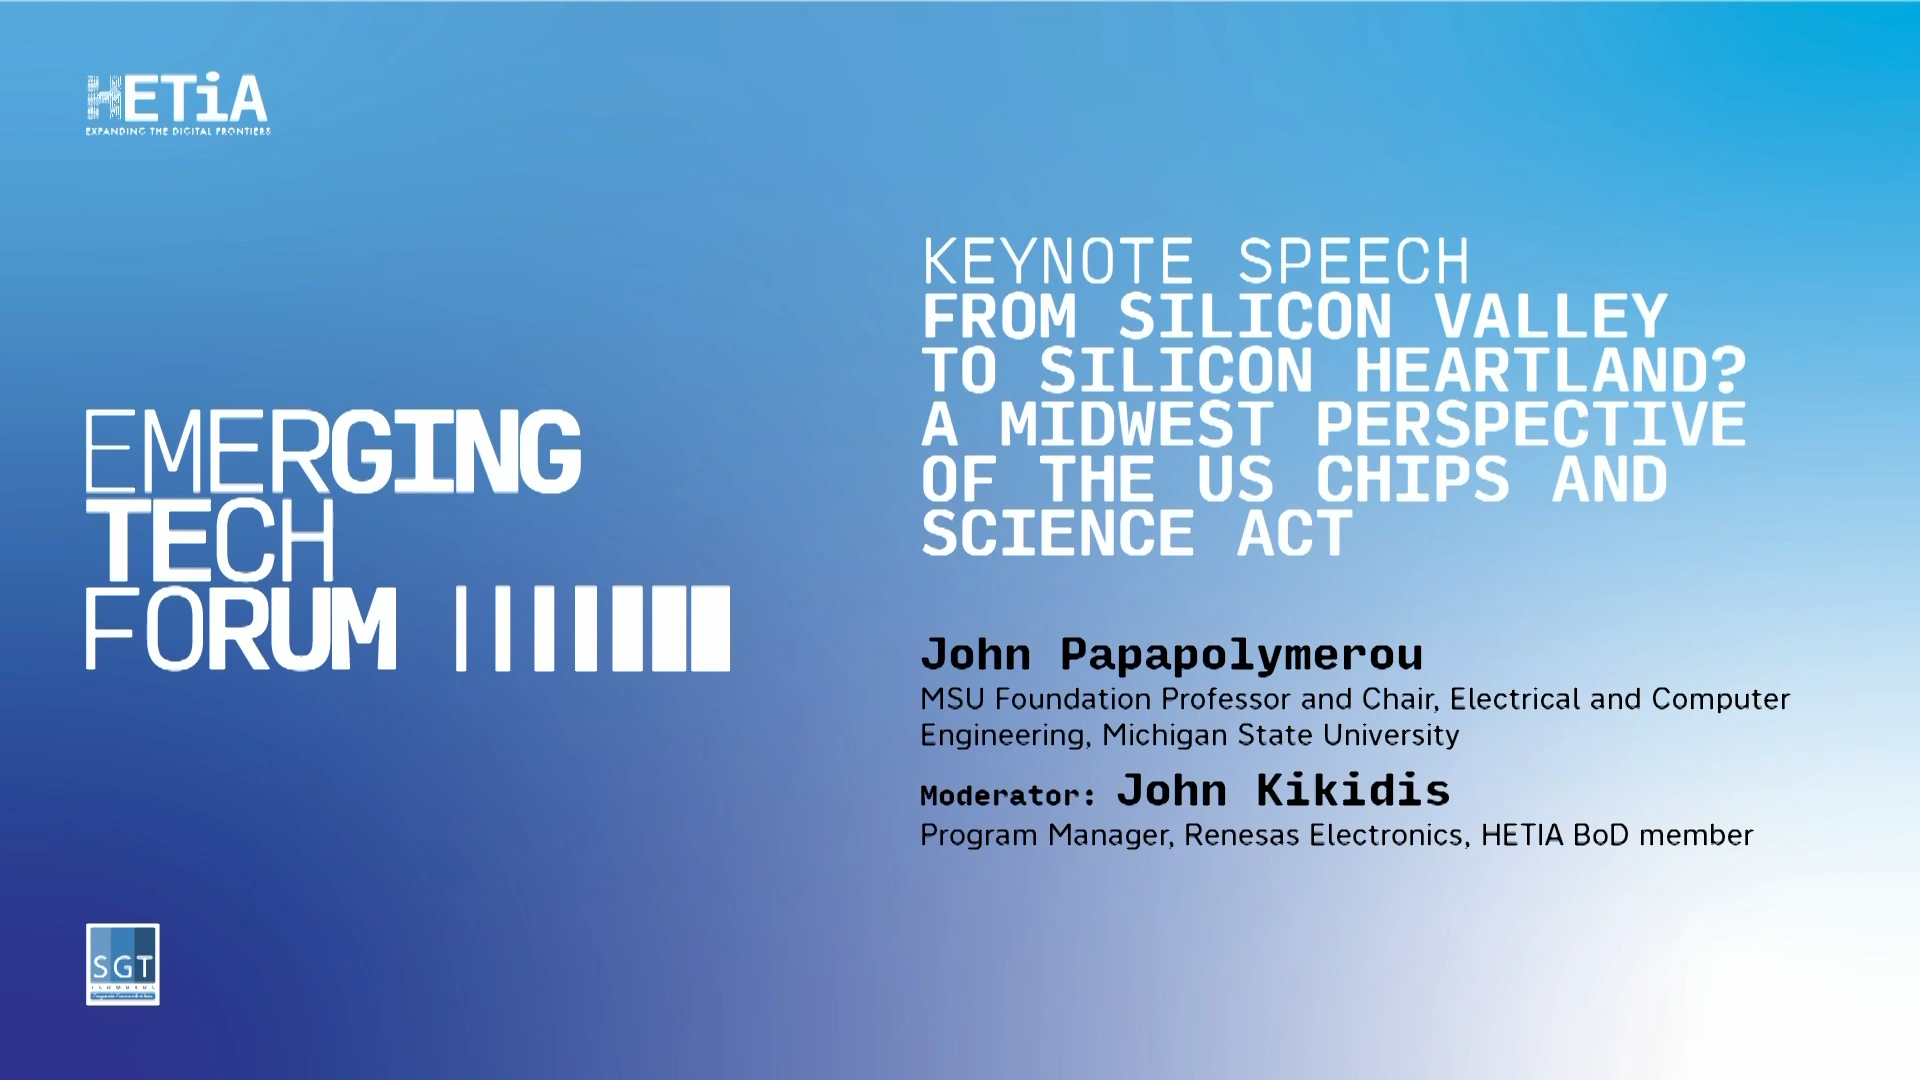 HETiA
EXPANDING THE DIGITAL FRONTIERS
EMERGING
TECH
FORUM
KEYNOTE SPEECH
FROM SILICON VALLEY
TO SILICON HEARTLAND?
A MIDWEST PERSPECTIVE
OF THE US CHIPS AND
SCIENCE ACT
John Papapolymerou
MSU Foundation Professor and Chair, Electrical and Computer
Engineering, Michigan State University
Moderator: John Kikidis
Program Manager, Renesas Electronics, HETIA BoD member
SGT